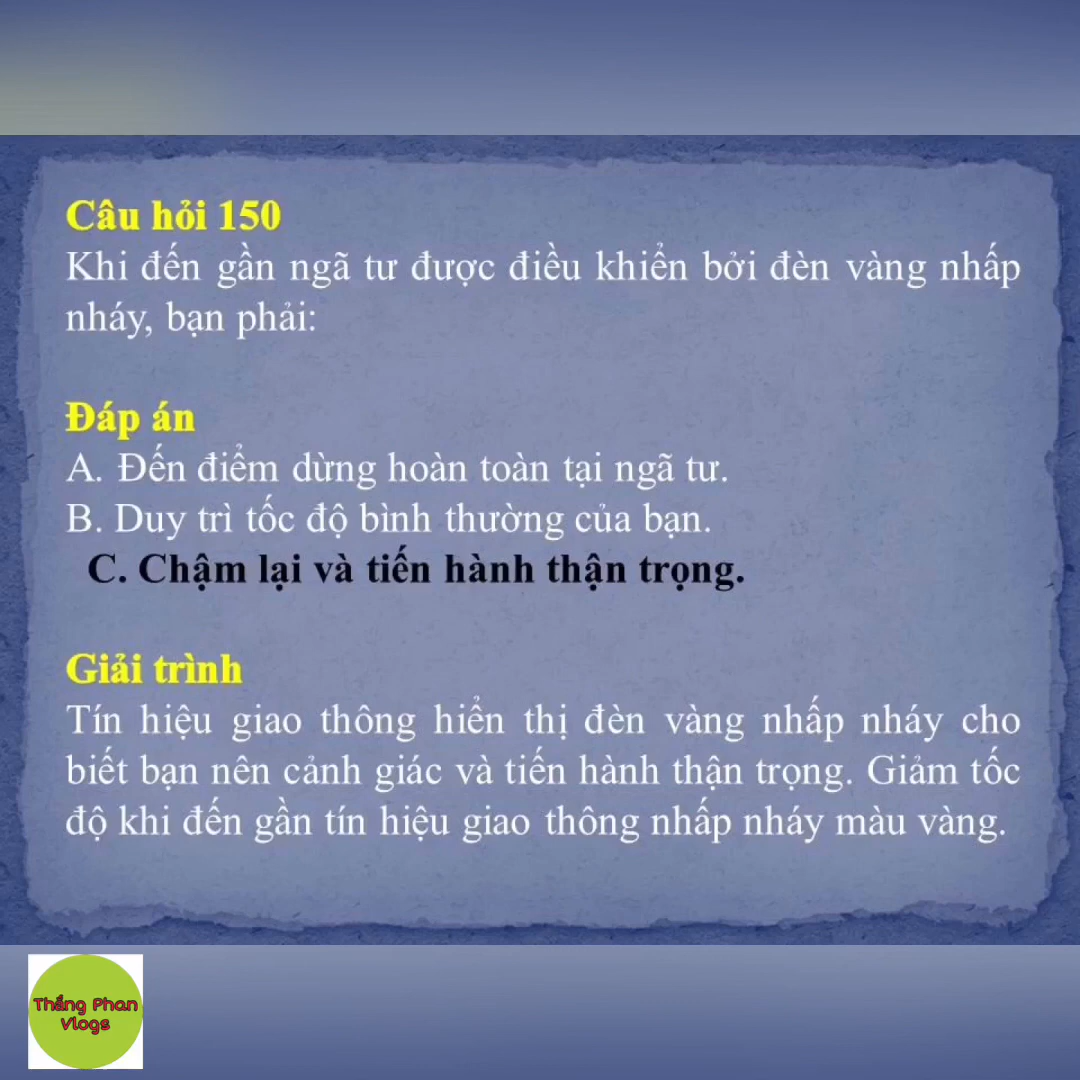 Câu hỏi 150
Khi đến gần ngã tư được điều khiển bởi đèn vàng nhấp
nháy, bạn phải:
Đáp án
A. Đến điểm dừng hoàn toàn tại ngã tư.
B. Duy trì tốc độ bình thường của bạn.
C. Chậm lại và tiến hành thận trọng.
Giải trình
Tín hiệu giao thông hiển thị đèn vàng nhấp nháy cho
biết bạn nên cảnh giác và tiến hành thận trọng. Giảm tốc
độ khi đến gần tín hiệu giao thông nhấp nháy màu vàng.
Thắng Phan
Vlogs